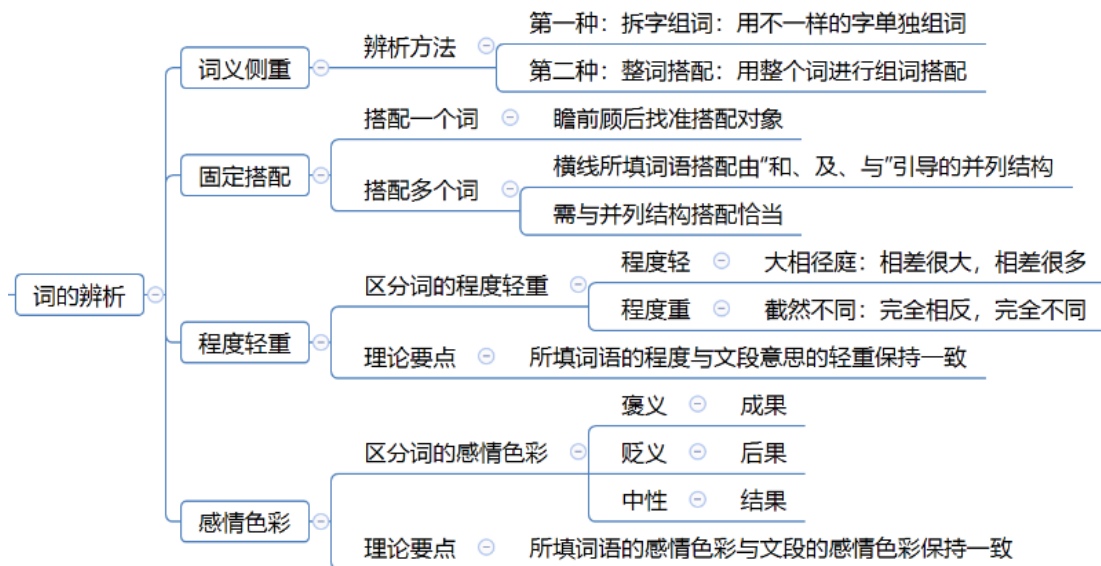 词的辨析
词义侧重
辨析方法
第一种：拆字组词：用不一样的字单独组词
第二种：整词搭配：用整个词进行组词搭配
固定搭配
搭配一个词
瞻前顾后找准搭配对象
搭配多个词
横线所填词语搭配由“和、及、与”引导的并列结构
需与并列结构搭配恰当
程度轻重
区分词的程度轻重
程度轻
大相径庭：相差很大，相差很多
程度重
截然不同：完全相反，完全不同
理论要点
所填词语的程度与文段意思的轻重保持一致
感情色彩
区分词的感情色彩
褒义
成果
贬义
后果
中性
结果
理论要点
所填词语的感情色彩与文段的感情色彩保持一致